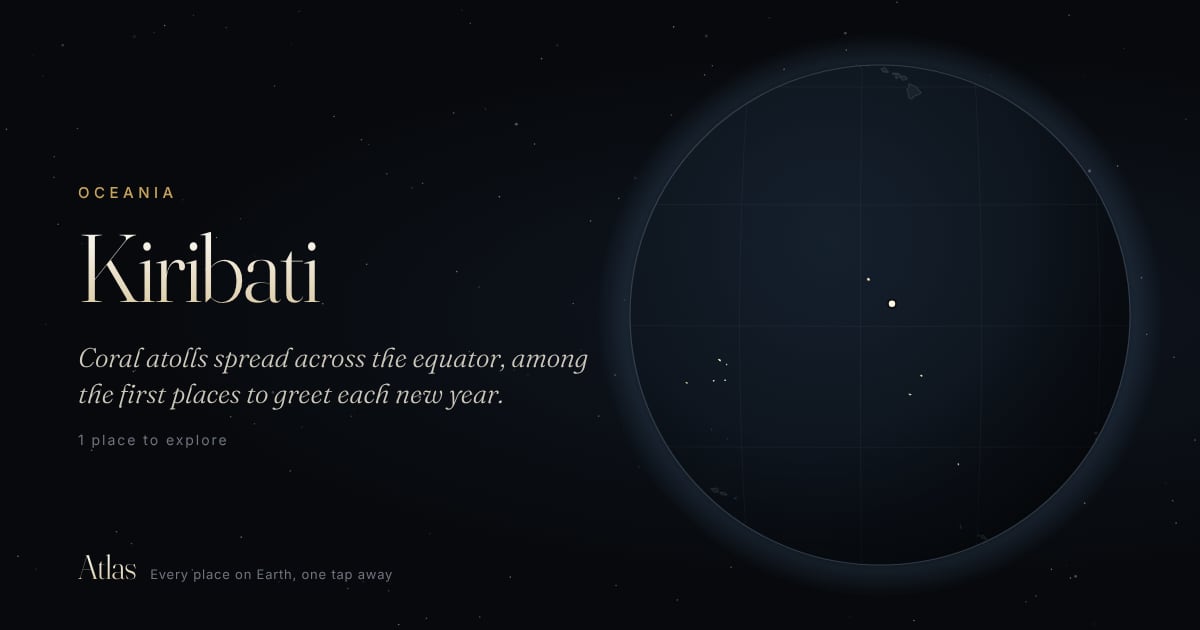 OCEANIA
Kiribati
Coral atolls spread across the equator, among
the first places to greet each new year.
1 place to explore
Atlas Every place on Earth, one tap away